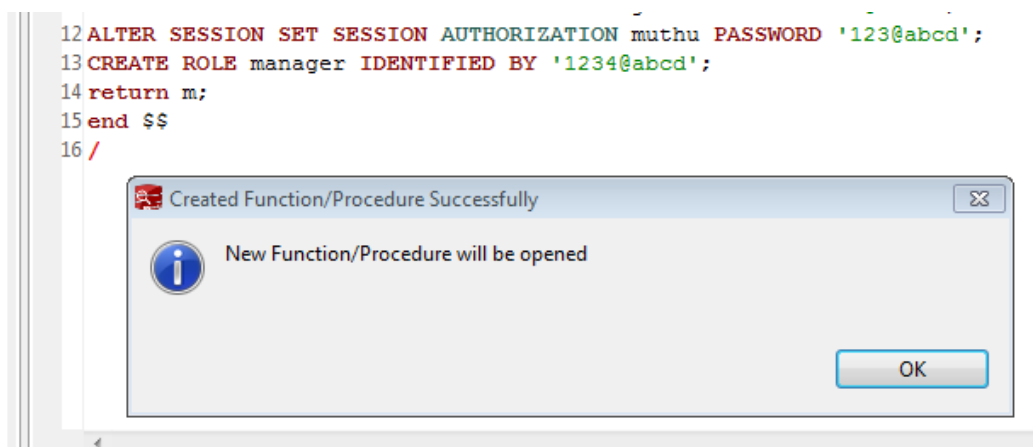 12 ALTER SESSION SET SESSION AUTHORIZATION muthu PASSWORD '123@abcd';
13 CREATE ROLE manager IDENTIFIED BY '1234@abcd';
14 return m;
15 end $$
16 /
Created Function/Procedure Successfully
New Function/Procedure will be opened
OK